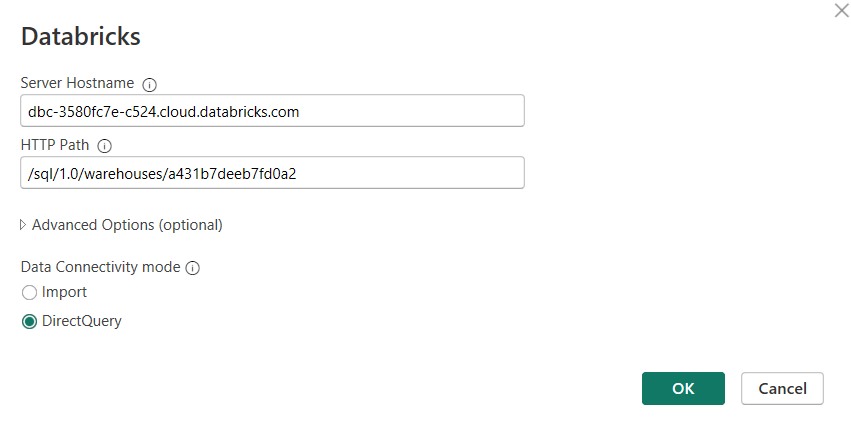 Databricks
Server Hostname
dbc-3580fc7e-c524.cloud.databricks.com
HTTP Path
/sql/1.0/warehouses/a431b7deeb7fd0a2
Advanced Options (optional)
Data Connectivity mode
Import
DirectQuery
OK Cancel